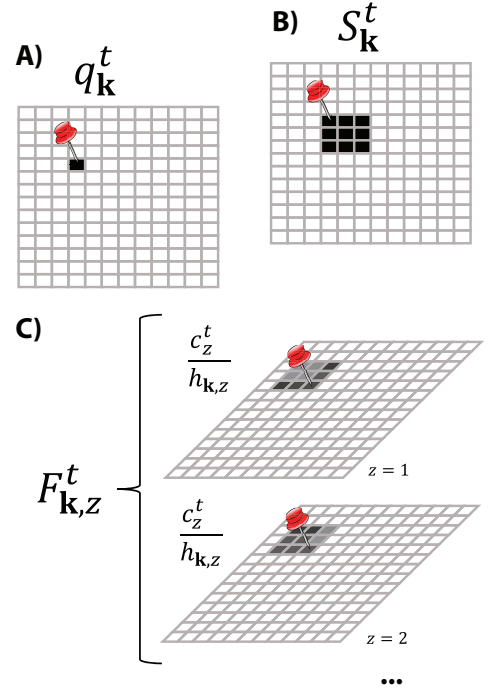 A)
q_𝐤^t
B)
S_𝐤^t
C)
c_z^t
h_𝐤,z
F_𝐤,z^t
z = 1
c_z^t
h_𝐤,z
z = 2
...